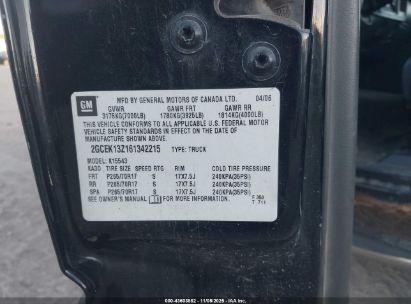 GM
MFD BY GENERAL MOTORS OF CANADA LTD. 04/06
GVWR GAWR FRT GAWR RR
3175KG(7000LB) 1780KG(3925LB) 1814KG(4000LB)
THIS VEHICLE CONFORMS TO ALL APPLICABLE U.S. FEDERAL MOTOR
VEHICLE SAFETY STANDARDS IN EFFECT ON THE DATE OF
MANUFACTURE SHOWN ABOVE.
2GCEK13Z161342215 TYPE: TRUCK
MODEL: K15543
TIRE SIZE SPEED RTG RIM COLD TIRE PRESSURE
FRT P265/70R17 S 17X7.5J 240KPA(35PSI)
RR P265/70R17 S 17X7.5J 240KPA(35PSI)
SPA P265/70R17 S 17X7.5J 240KPA(35PSI)
SEE OWNER'S MANUAL